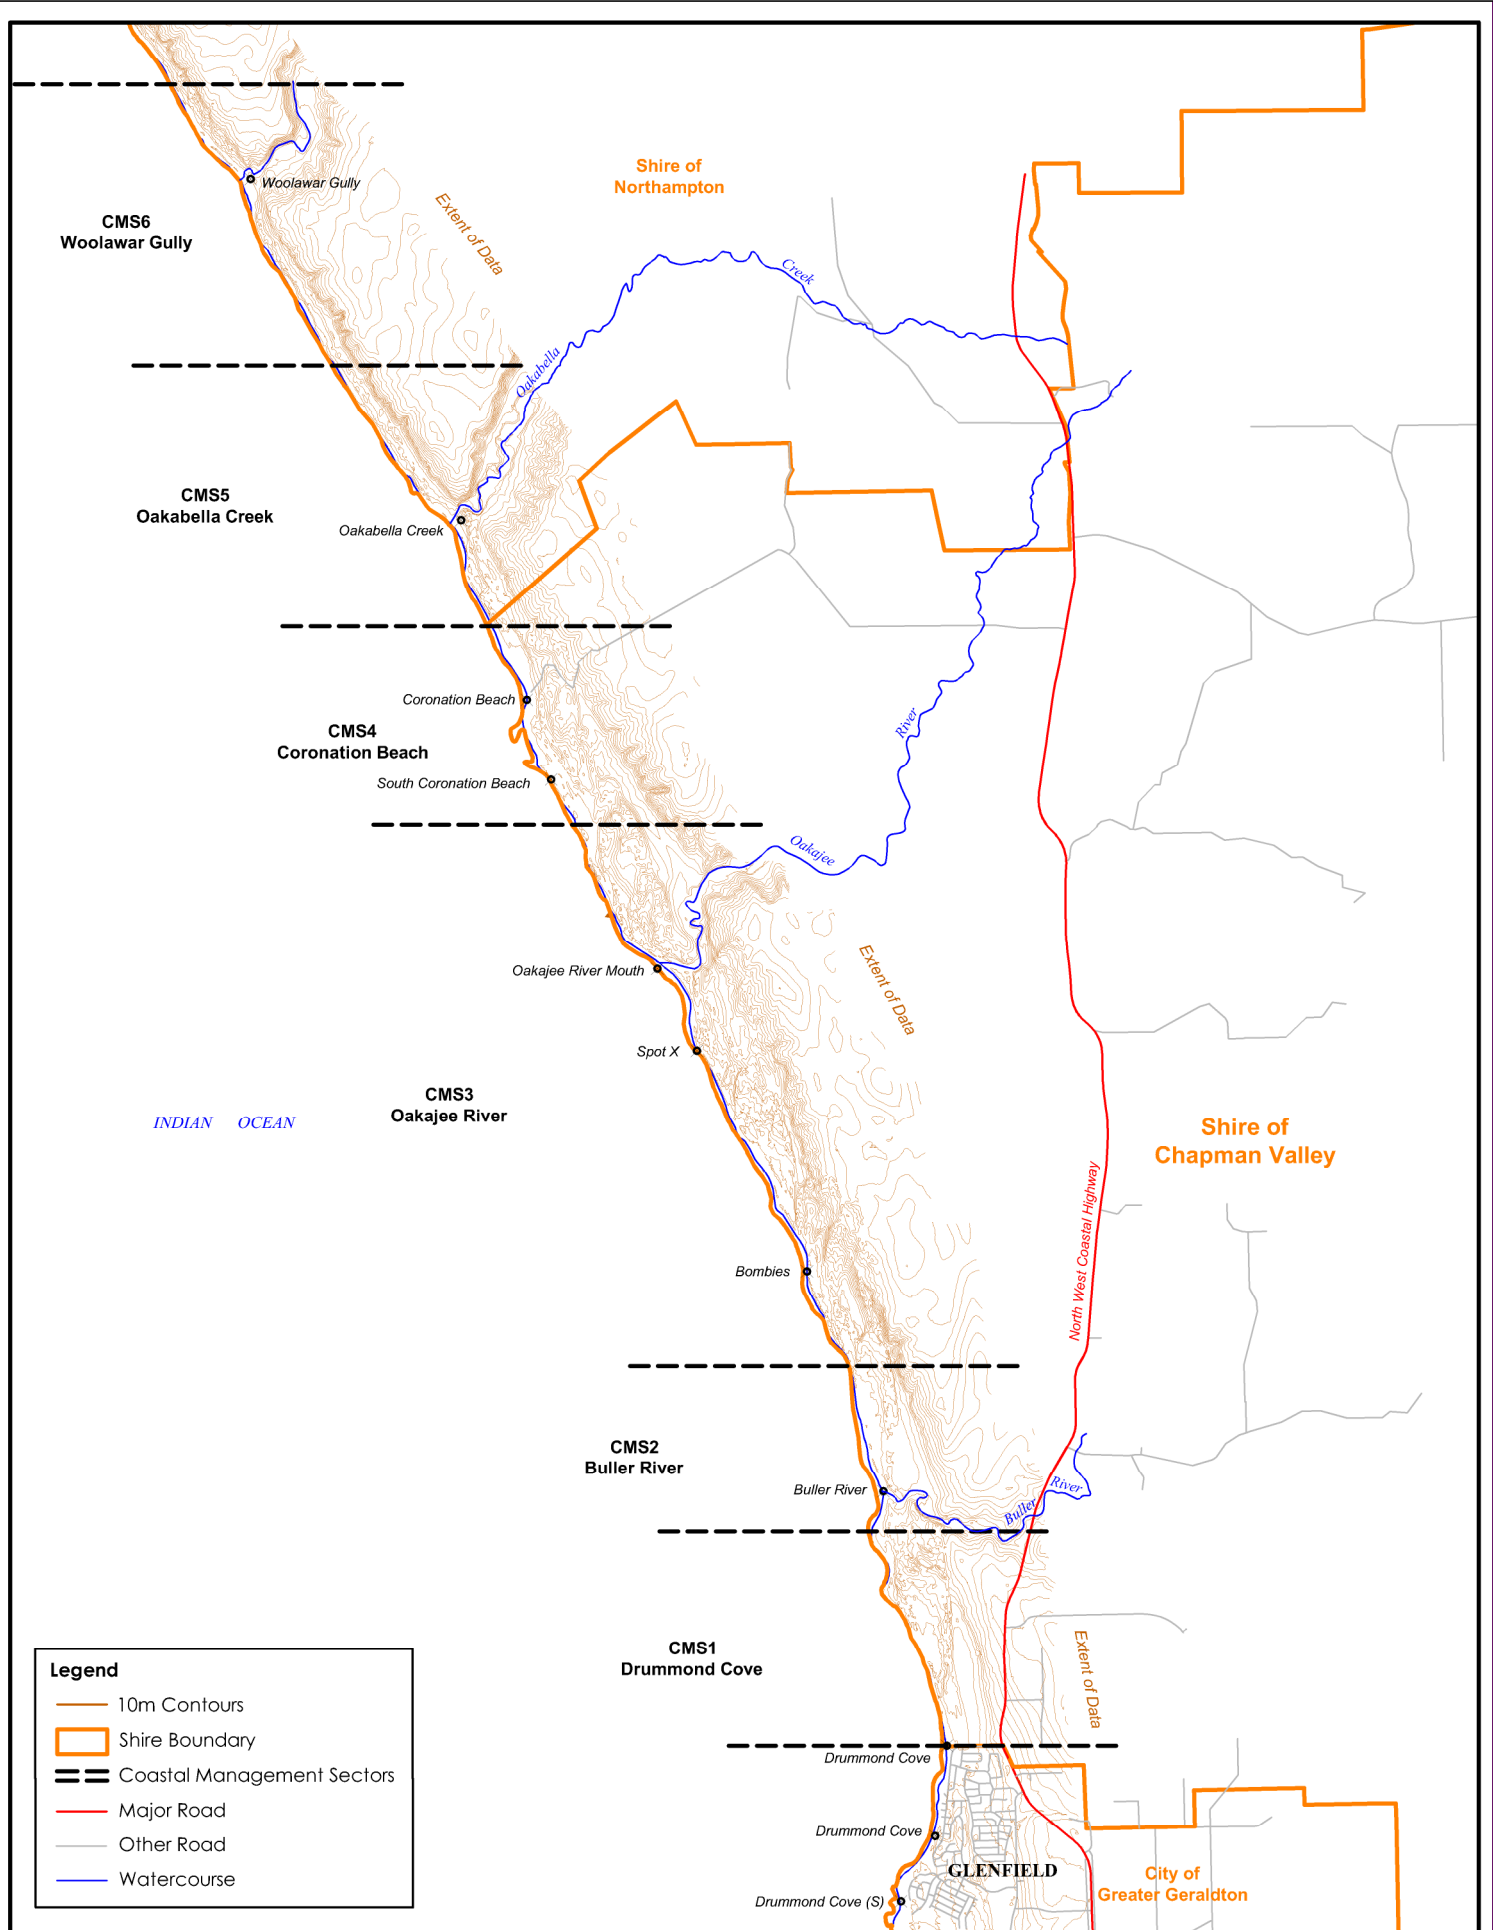 Shire of
Northampton
Woolawar Gully
Extent of Data
CMS6
Woolawar Gully
Creek
Oakabella
CMS5
Oakabella Creek
Oakabella Creek
Coronation Beach
CMS4
Coronation Beach
River
South Coronation Beach
Oakajee
Extent of Data
Oakajee River Mouth
Spot X
CMS3
Oakajee River
INDIAN OCEAN
Shire of
Chapman Valley
North West Coastal Highway
Bombies
CMS2
Buller River
Buller River
River
Buller
CMS1
Drummond Cove
Extent of Data
Drummond Cove
Drummond Cove
GLENFIELD
City of
Greater Geraldton
Drummond Cove (S)
Legend
10m Contours
Shire Boundary
Coastal Management Sectors
Major Road
Other Road
Watercourse